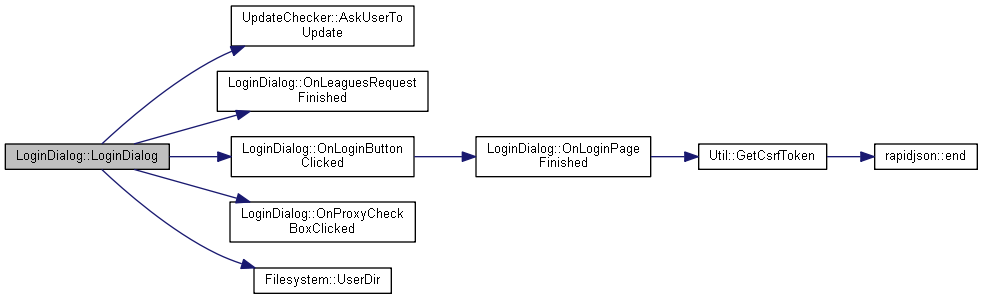 UpdateChecker::AskUserTo
Update
LoginDialog::OnLeaguesRequest
Finished
LoginDialog::LoginDialog
LoginDialog::OnLoginButton
Clicked
LoginDialog::OnLoginPage
Finished
Util::GetCsrfToken
rapidjson::end
LoginDialog::OnProxyCheck
BoxClicked
Filesystem::UserDir